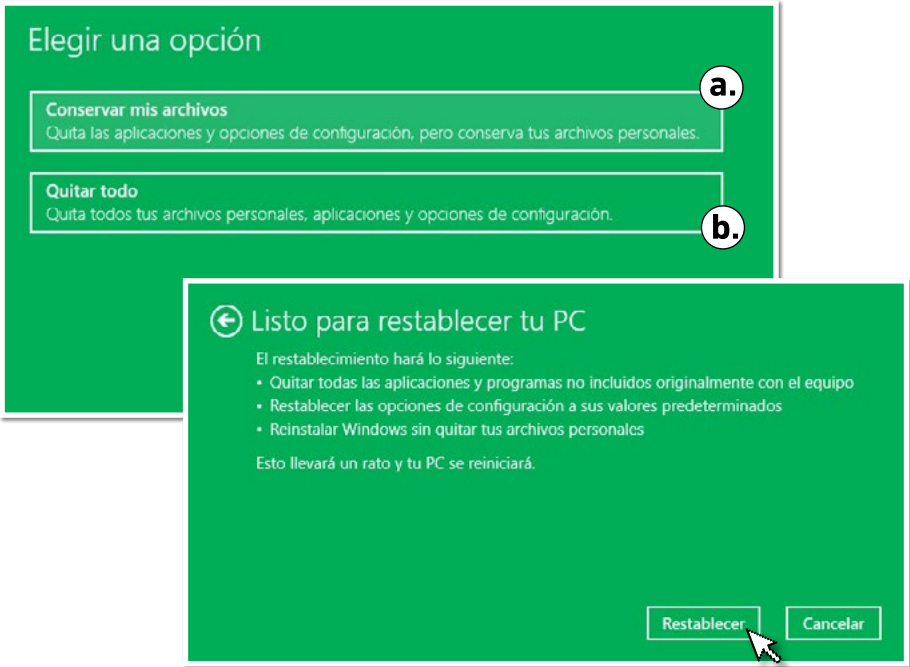 Elegir una opción
a.
Conservar mis archivos
Quita las aplicaciones y opciones de configuración, pero conserva tus archivos personales.
Quitar todo
Quita todos tus archivos personales, aplicaciones y opciones de configuración.
b.
Listo para restablecer tu PC
El restablecimiento hará lo siguiente:
• Quitar todas las aplicaciones y programas no incluidos originalmente con el equipo
• Restablecer las opciones de configuración a sus valores predeterminados
• Reinstalar Windows sin quitar tus archivos personales
Esto llevará un rato y tu PC se reiniciará.
Restablecer Cancelar